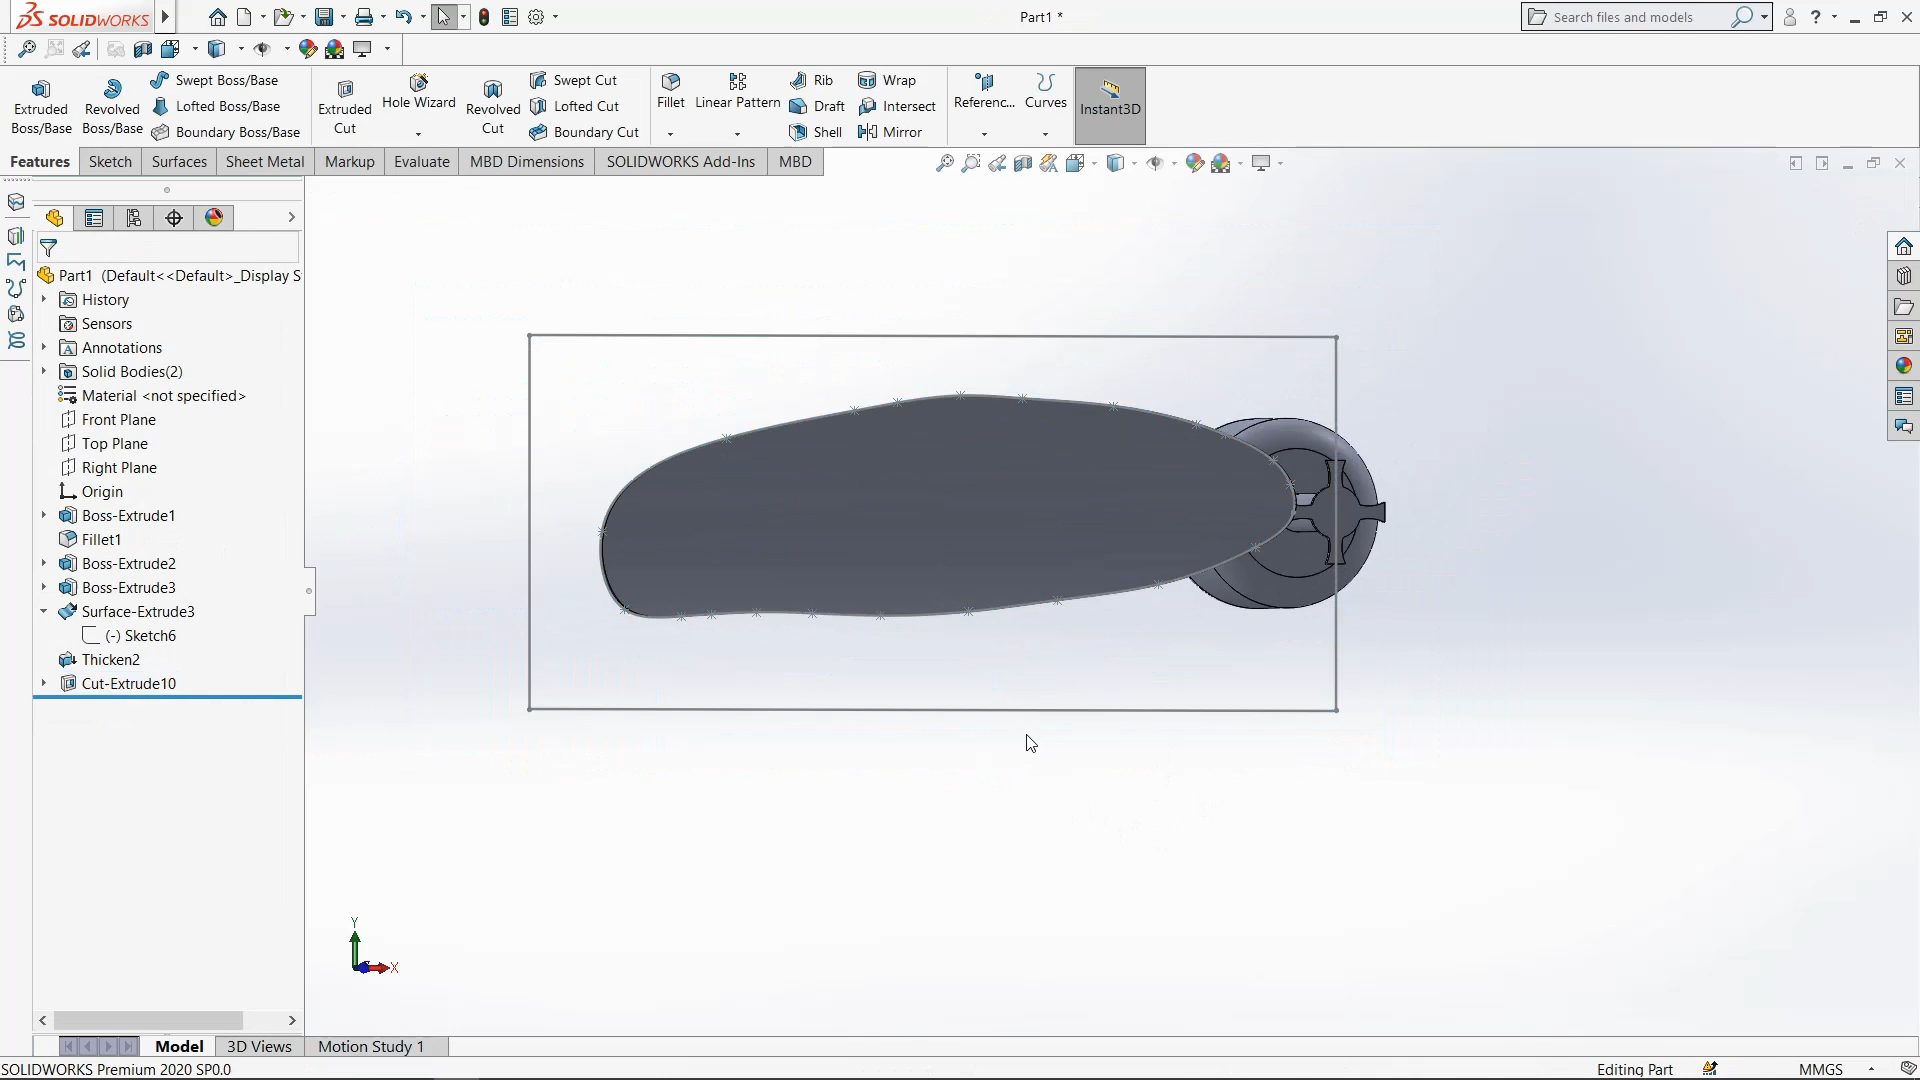 SOLIDWORKS
Part1 *
Search files and models
Extruded Boss/Base
Revolved Boss/Base
Swept Boss/Base
Lofted Boss/Base
Boundary Boss/Base
Extruded Cut
Hole Wizard
Revolved Cut
Swept Cut
Lofted Cut
Boundary Cut
Fillet
Linear Pattern
Rib
Draft
Shell
Wrap
Intersect
Mirror
Referenc...
Curves
Instant3D
Features
Sketch
Surfaces
Sheet Metal
Markup
Evaluate
MBD Dimensions
SOLIDWORKS Add-Ins
MBD
Part1 (Default<<Default>_Display S
History
Sensors
Annotations
Solid Bodies(2)
Material <not specified>
Front Plane
Top Plane
Right Plane
Origin
Boss-Extrude1
Fillet1
Boss-Extrude2
Boss-Extrude3
Surface-Extrude3
(-) Sketch6
Thicken2
Cut-Extrude10
Y
X
Model
3D Views
Motion Study 1
SOLIDWORKS Premium 2020 SP0.0
Editing Part
MMGS